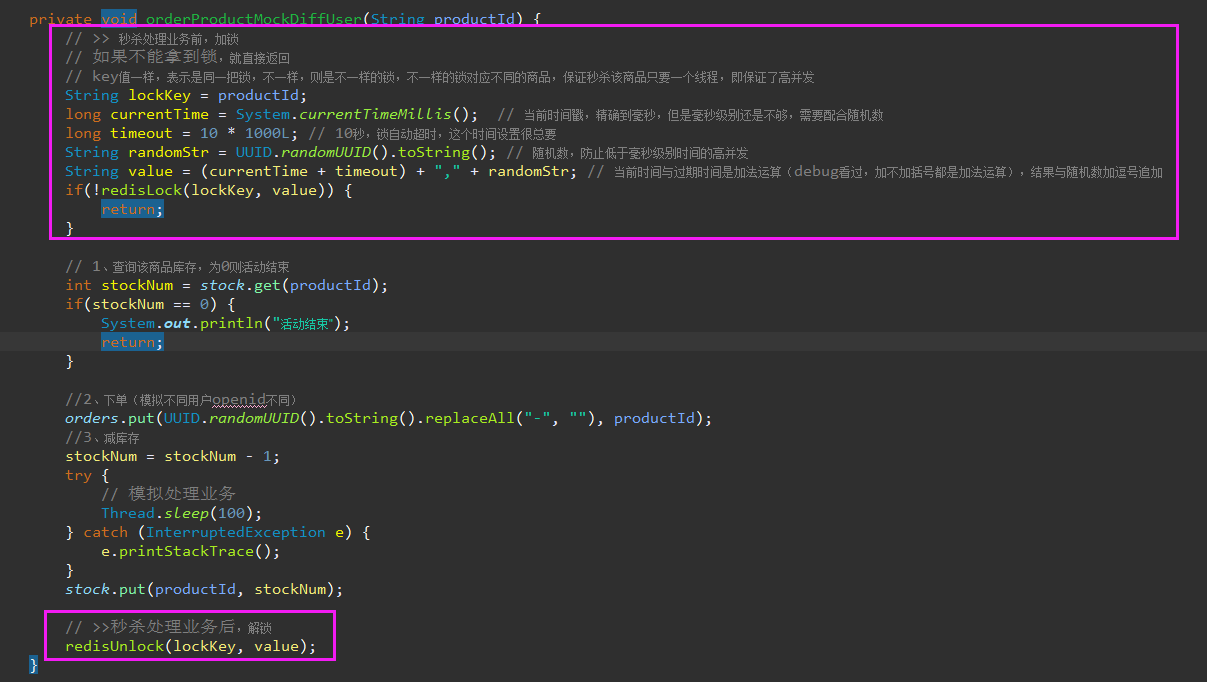 private void orderProductMockDiffUser(String productId) {
// >> 秒杀处理业务前，加锁
// 如果不能拿到锁，就直接返回
// key值一样，表示是同一把锁，不一样，则是不一样的锁，不一样的锁对应不同的商品，保证秒杀该商品只要一个线程，即保证了高并发
String lockKey = productId;
long currentTime = System.currentTimeMillis(); // 当前时间戳，精确到毫秒，但是毫秒级别还是不够，需要配合随机数
long timeout = 10 * 1000L; // 10秒，锁自动超时，这个时间设置很总要
String randomStr = UUID.randomUUID().toString(); // 随机数，防止低于毫秒级别时间的高并发
String value = (currentTime + timeout) + "," + randomStr; // 当前时间与过期时间是加法运算（debug看过，加不加括号都是加法运算），结果与随机数加逗号追加
if(!redisLock(lockKey, value)) {
return;
}
// 1、查询该商品库存，为0则活动结束
int stockNum = stock.get(productId);
if(stockNum == 0) {
System.out.println("活动结束");
return;
}
//2、下单（模拟不同用户openid不同）
orders.put(UUID.randomUUID().toString().replaceAll("-", ""), productId);
//3、减库存
stockNum = stockNum - 1;
try {
// 模拟处理业务
Thread.sleep(100);
} catch (InterruptedException e) {
e.printStackTrace();
}
stock.put(productId, stockNum);
// >>秒杀处理业务后，解锁
redisUnlock(lockKey, value);
}